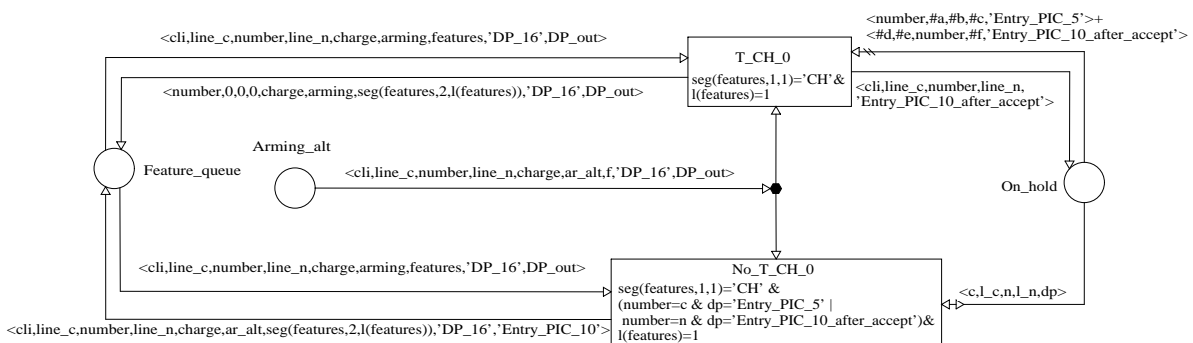 <number,#a,#b,#c,'Entry_PIC_5'>+
<#d,#e,number,#f,'Entry_PIC_10_after_accept'>
<cli,line_c,number,line_n,charge,arming,features,'DP_16',DP_out>
T_CH_0
seg(features,1,1)='CH'&
l(features)=1
<number,0,0,0,charge,arming,seg(features,2,l(features)),'DP_16',DP_out>
<cli,line_c,number,line_n,
'Entry_PIC_10_after_accept'>
Arming_alt
Feature_queue
<cli,line_c,number,line_n,charge,ar_alt,f,'DP_16',DP_out>
On_hold
<cli,line_c,number,line_n,charge,arming,features,'DP_16',DP_out>
No_T_CH_0
seg(features,1,1)='CH' &
(number=c & dp='Entry_PIC_5' |
number=n & dp='Entry_PIC_10_after_accept')&
l(features)=1
<c,l_c,n,l_n,dp>
<cli,line_c,number,line_n,charge,ar_alt,seg(features,2,l(features)),'DP_16','Entry_PIC_10'>